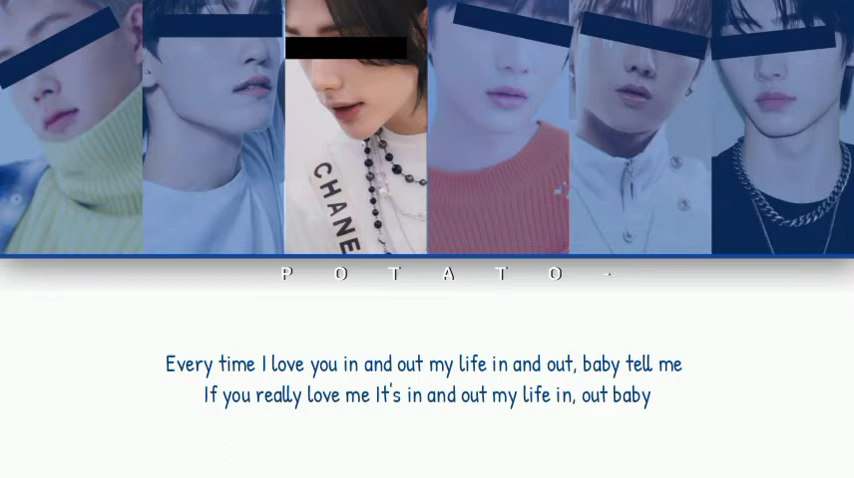 CHANE
P O T A T O -
Every time I love you in and out my life in and out, baby tell me
If you really love me It's in and out my life in, out baby